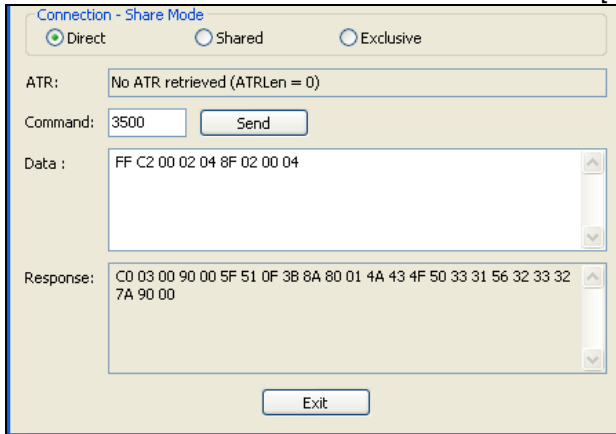 [
Connection - Share Mode
Direct Shared Exclusive
ATR: No ATR retrieved (ATRLen = 0)
Command: 3500 Send
Data : FF C2 00 02 04 8F 02 00 04
Response: C0 03 00 90 00 5F 51 0F 3B 8A 80 01 4A 43 4F 50 33 31 56 32 33 32
7A 90 00
Exit